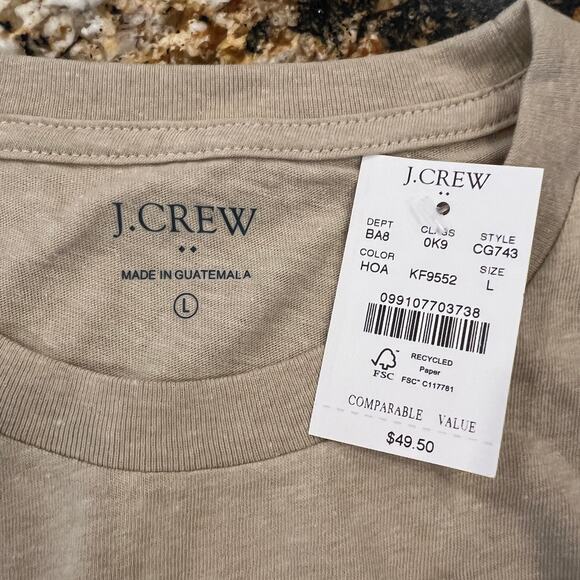 J.CREW
MADE IN GUATEMALA
L
J.CREW
DEPT CLASS STYLE
BA8 0K9 CG743
COLOR SIZE
HOA KF9552 L
099107703738
FSC
RECYCLED
Paper
FSC™ C117781
COMPARABLE VALUE
$49.50